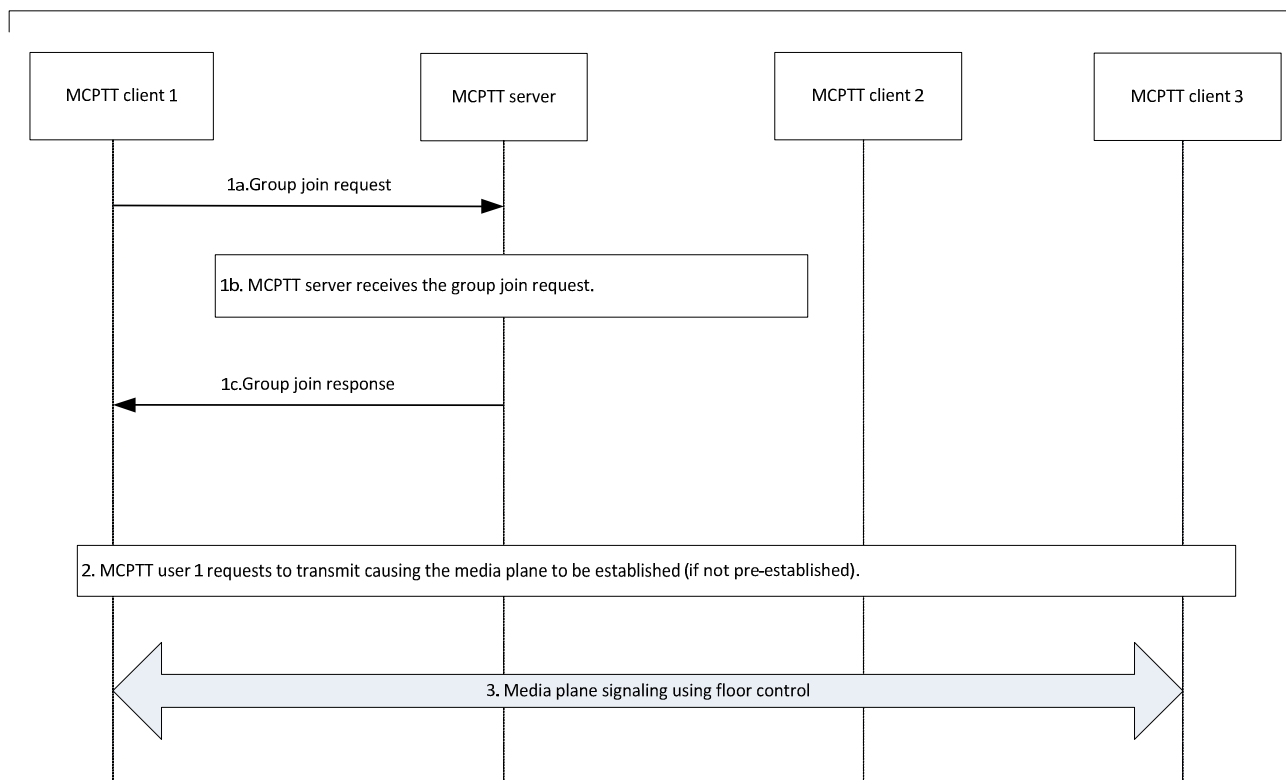 MCPTT client 1
MCPTT server
MCPTT client 2
MCPTT client 3
1a.Group join request
1b. MCPTT server receives the group join request.
1c.Group join response
2. MCPTT user 1 requests to transmit causing the media plane to be established (if not pre-established).
3. Media plane signaling using floor control